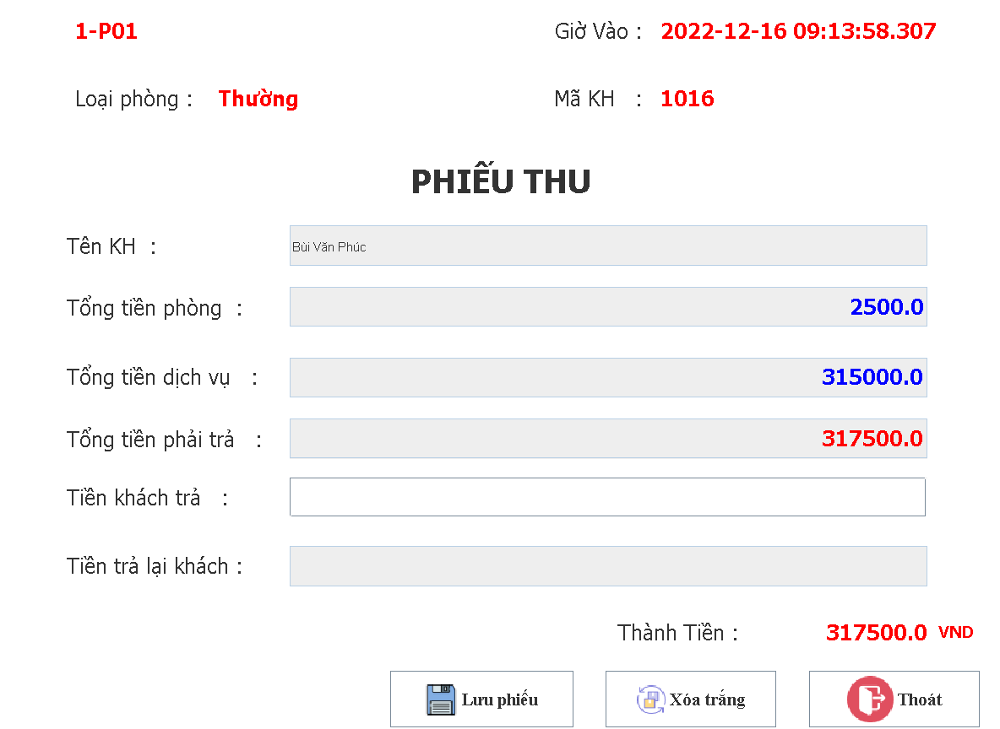 1-P01 Giờ Vào : 2022-12-16 09:13:58.307
Loại phòng : Thường Mã KH : 1016
PHIẾU THU
Tên KH : Bùi Văn Phúc
Tổng tiền phòng : 2500.0
Tổng tiền dịch vụ : 315000.0
Tổng tiền phải trả : 317500.0
Tiền khách trả :
Tiền trả lại khách :
Thành Tiền : 317500.0 VND
Lưu phiếu Xóa trắng Thoát